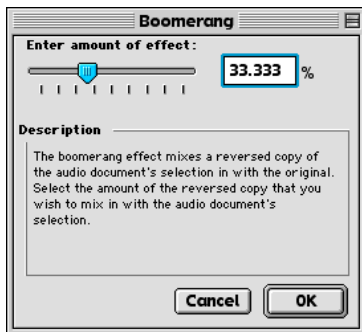 Boomerang
Enter amount of effect:
33.333 %
Description
The boomerang effect mixes a reversed copy of
the audio document's selection in with the original.
Select the amount of the reversed copy that you
wish to mix in with the audio document's
selection.
Cancel OK